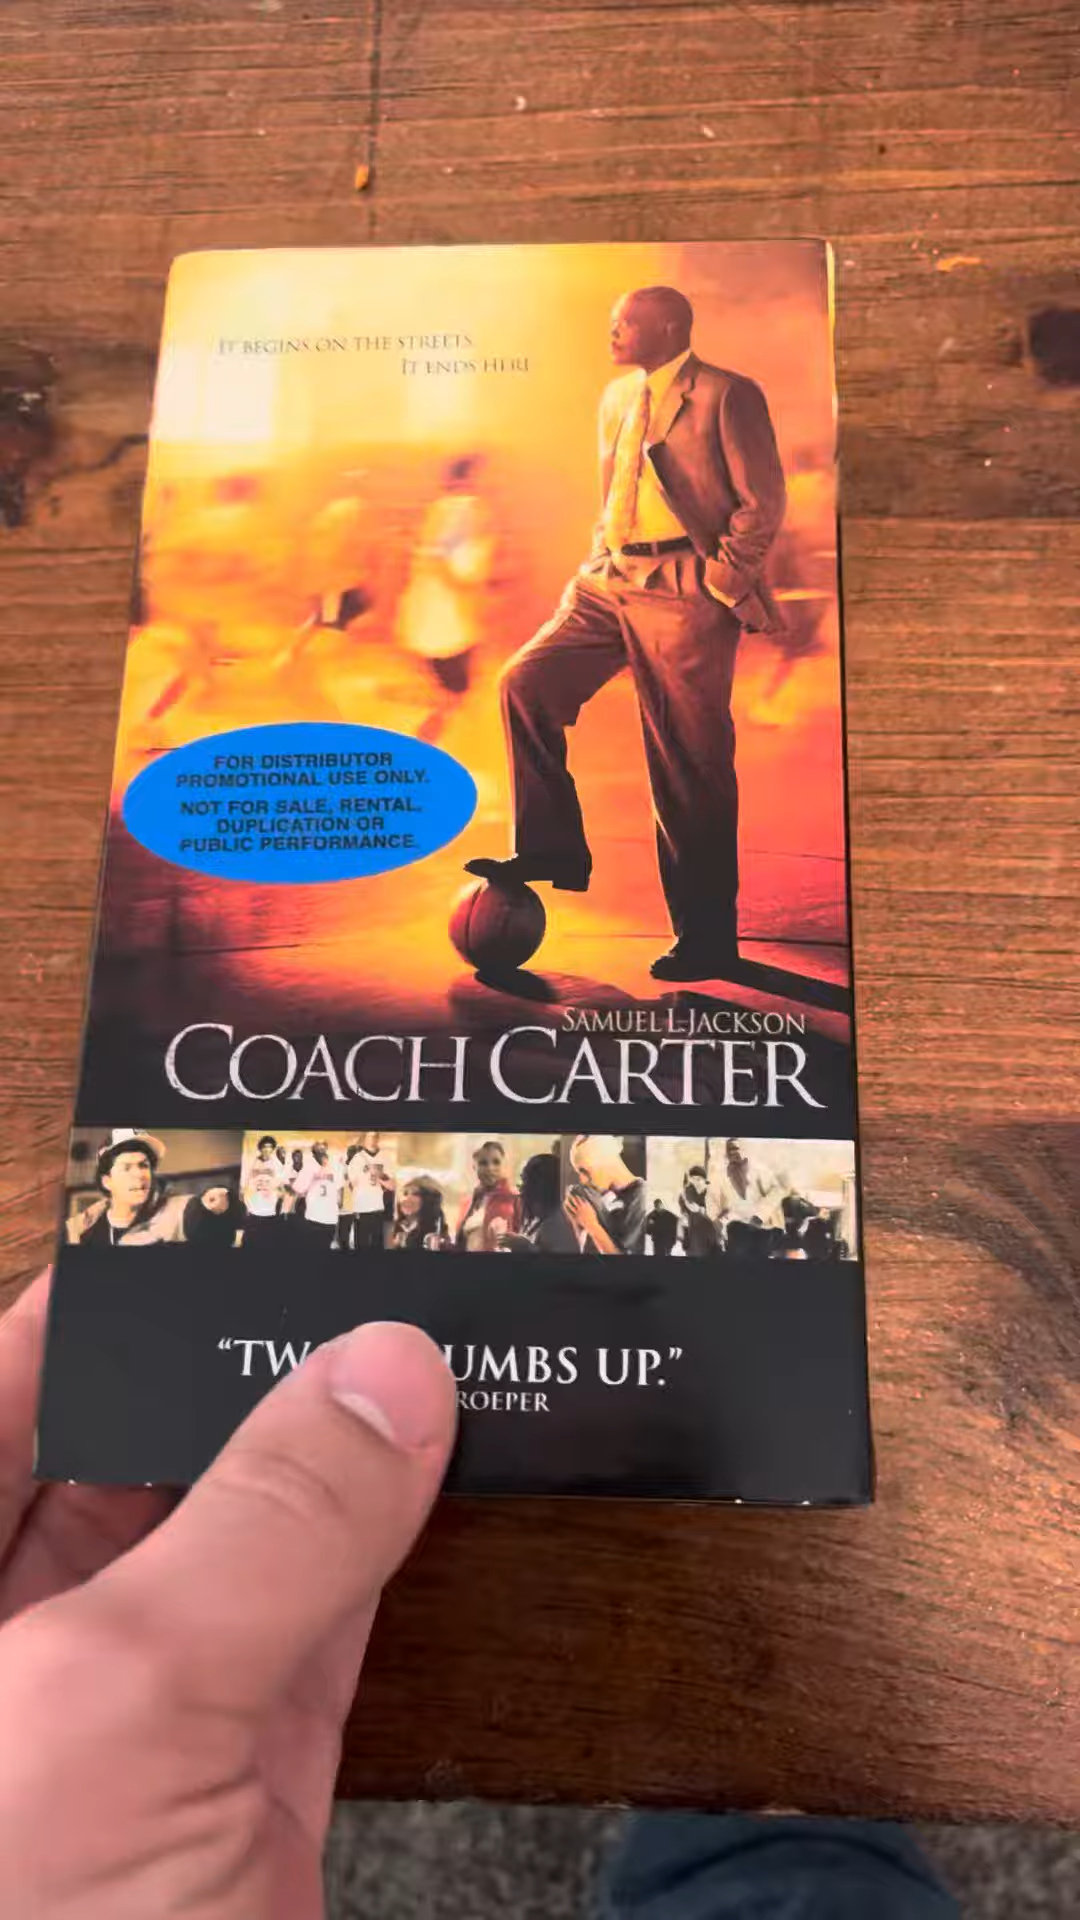 IT BEGINS ON THE STREETS.
IT ENDS HERE
FOR DISTRIBUTOR
PROMOTIONAL USE ONLY.
NOT FOR SALE, RENTAL,
DUPLICATION OR
PUBLIC PERFORMANCE.
SAMUEL L. JACKSON
COACH CARTER
"TW UMBS UP."
ROEPER